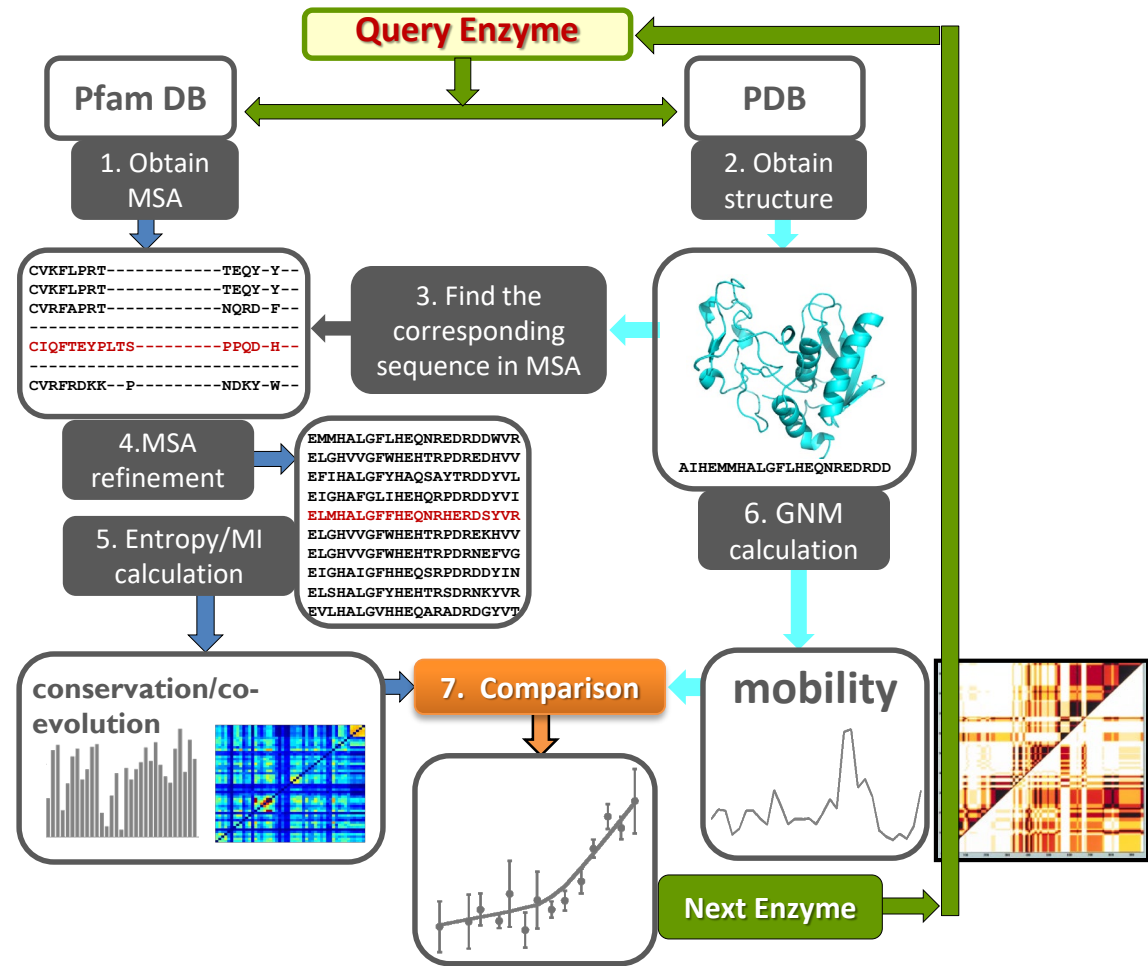 Query Enzyme
Pfam DB
PDB
1. Obtain
MSA
2. Obtain
structure
CVKFLPRT------------TEQY-Y--
CVKFLPRT------------TEQY-Y--
CVRFAPRT------------NQRD-F--
----------------------------
CIQFTEYPLTS---------PPQD-H--
----------------------------
CVRFRDKK--P---------NDKY-W--
3. Find the
corresponding
sequence in MSA
AIHEMMHALGFLHEQNREDRDD
4.MSA
refinement
EMMHALGFLHEQNREDRDDWVR
ELGHVVGFWHEHTRPDREDHVV
EFIHALGFYHAQSAYTRDDYVL
EIGHAFGLIHEHQRPDRDDYVI
ELMHALGFFHEQNRHERDSYVR
ELGHVVGFWHEHTRPDREKHVV
ELGHVVGFWHEHTRPDRNEFVG
EIGHAIGFHHEQSRPDRDDYIN
ELSHALGFYHEHTRSDRNKYVR
EVLHALGVHHEQARADRDGYVT
5. Entropy/MI
calculation
6. GNM
calculation
conservation/co-
evolution
7. Comparison
mobility
Next Enzyme